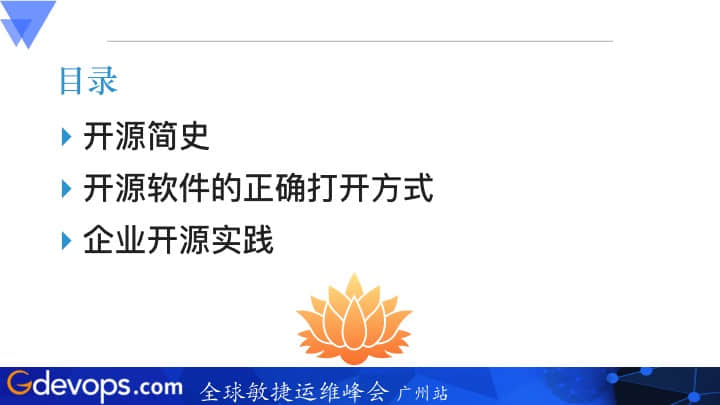 目录
开源简史
开源软件的正确打开方式
企业开源实践
Gdevops.com 全球敏捷运维峰会 广州站